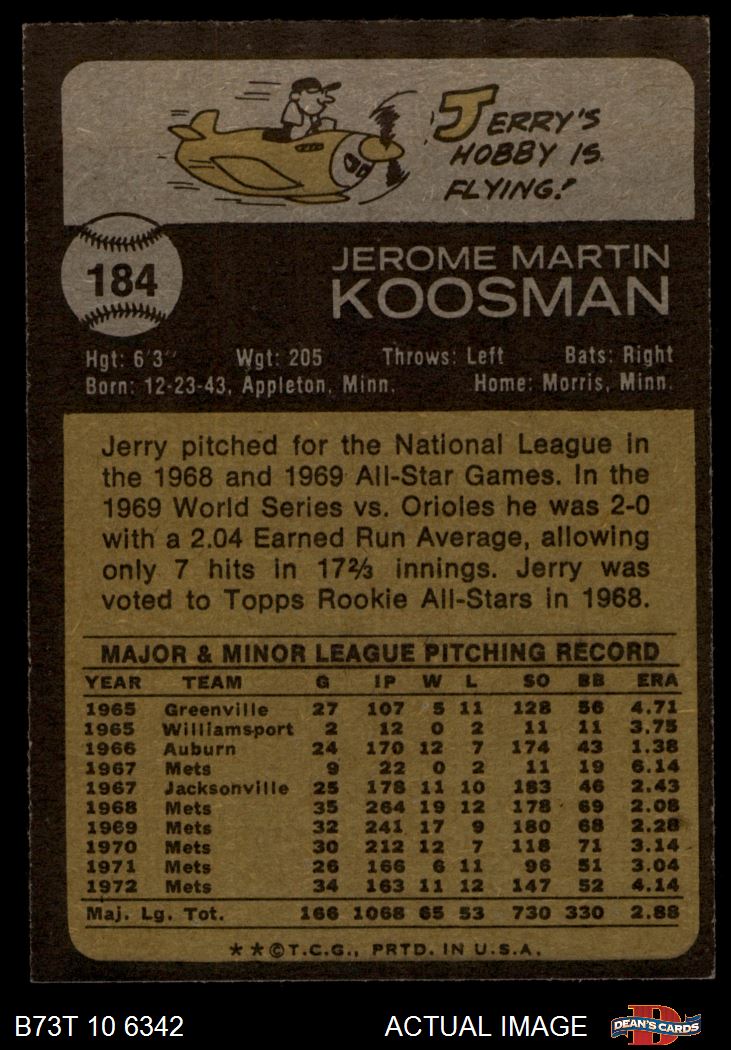 JERRY'S
HOBBY IS
FLYING!
184
JEROME MARTIN
KOOSMAN
Hgt: 6'3" Wgt: 205 Throws: Left Bats: Right
Born: 12-23-43, Appleton, Minn. Home: Morris, Minn.
Jerry pitched for the National League in
the 1968 and 1969 All-Star Games. In the
1969 World Series vs. Orioles he was 2-0
with a 2.04 Earned Run Average, allowing
only 7 hits in 17⅔ innings. Jerry was
voted to Topps Rookie All-Stars in 1968.
MAJOR & MINOR LEAGUE PITCHING RECORD
YEAR TEAM G IP W L SO BB ERA
1965 Greenville 27 107 5 11 128 56 4.71
1965 Williamsport 2 12 0 2 11 11 3.75
1966 Auburn 24 170 12 7 174 43 1.38
1967 Mets 9 22 0 2 11 19 6.14
1967 Jacksonville 25 178 11 10 183 46 2.43
1968 Mets 35 264 19 12 178 69 2.08
1969 Mets 32 241 17 9 180 68 2.28
1970 Mets 30 212 12 7 118 71 3.14
1971 Mets 26 166 6 11 96 51 3.04
1972 Mets 34 163 11 12 147 52 4.14
Maj. Lg. Tot. 166 1068 65 53 730 330 2.88
★★©T.C.G., PRTD. IN U.S.A.
B73T 10 6342 ACTUAL IMAGE DEAN'S CARDS